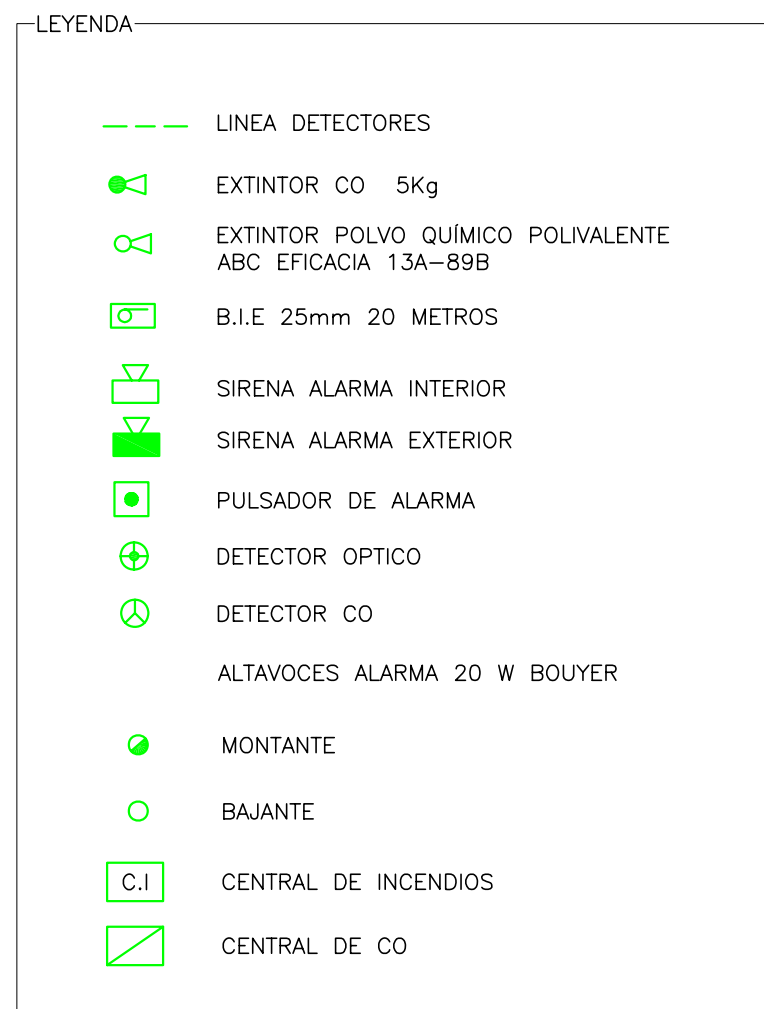 LEYENDA
LINEA DETECTORES
EXTINTOR CO 5Kg
EXTINTOR POLVO QUÍMICO POLIVALENTE
ABC EFICACIA 13A-89B
B.I.E 25mm 20 METROS
SIRENA ALARMA INTERIOR
SIRENA ALARMA EXTERIOR
PULSADOR DE ALARMA
DETECTOR OPTICO
DETECTOR CO
ALTAVOCES ALARMA 20 W BOUYER
MONTANTE
BAJANTE
C.I CENTRAL DE INCENDIOS
CENTRAL DE CO